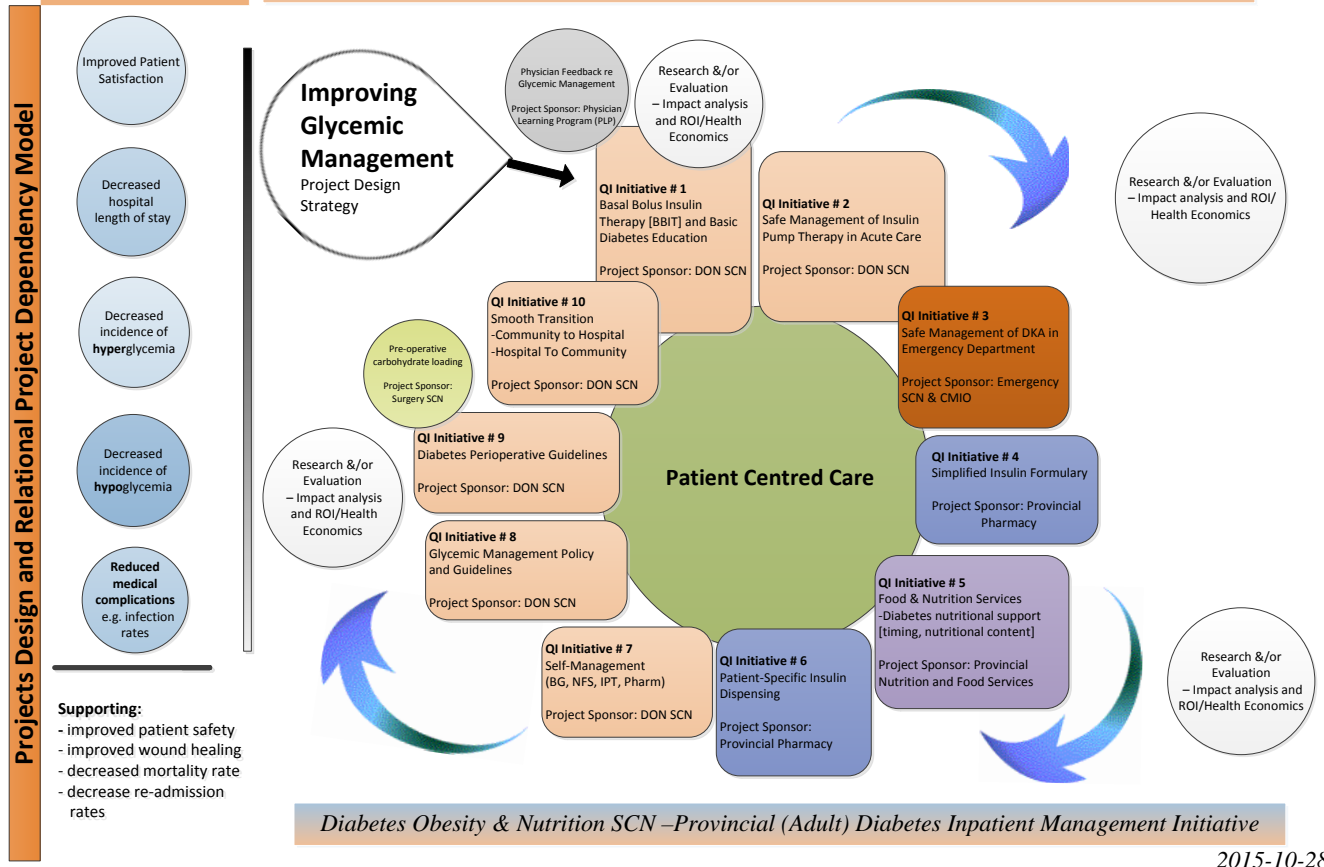 Projects Design and Relational Project Dependency Model
Improved Patient
Satisfaction
Decreased
hospital
length of stay
Decreased
incidence of
hyperglycemia
Decreased
incidence of
hypoglycemia
Reduced
medical
complications
e.g. infection
rates
Supporting:
- improved patient safety
- improved wound healing
- decreased mortality rate
- decrease re-admission
rates
Improving
Glycemic
Management
Project Design
Strategy
Physician Feedback re
Glycemic Management
Project Sponsor: Physician
Learning Program (PLP)
Research &/or
Evaluation
– Impact analysis
and ROI/Health
Economics
QI Initiative # 1
Basal Bolus Insulin
Therapy [BBIT] and Basic
Diabetes Education
Project Sponsor: DON SCN
QI Initiative # 2
Safe Management of Insulin
Pump Therapy in Acute Care
Project Sponsor: DON SCN
Research &/or Evaluation
– Impact analysis and ROI/
Health Economics
QI Initiative # 3
Safe Management of DKA in
Emergency Department
Project Sponsor: Emergency
SCN & CMIO
QI Initiative # 4
Simplified Insulin Formulary
Project Sponsor: Provincial
Pharmacy
QI Initiative # 5
Food & Nutrition Services
-Diabetes nutritional support
[timing, nutritional content]
Project Sponsor: Provincial
Nutrition and Food Services
Research &/or
Evaluation
– Impact analysis and
ROI/Health Economics
QI Initiative # 6
Patient-Specific Insulin
Dispensing
Project Sponsor:
Provincial Pharmacy
QI Initiative # 7
Self-Management
(BG, NFS, IPT, Pharm)
Project Sponsor: DON SCN
QI Initiative # 8
Glycemic Management Policy
and Guidelines
Project Sponsor: DON SCN
Research &/or
Evaluation
– Impact analysis
and ROI/Health
Economics
QI Initiative # 9
Diabetes Perioperative Guidelines
Project Sponsor: DON SCN
Pre-operative
carbohydrate loading
Project Sponsor:
Surgery SCN
QI Initiative # 10
Smooth Transition
-Community to Hospital
-Hospital To Community
Project Sponsor: DON SCN
Patient Centred Care
Diabetes Obesity & Nutrition SCN –Provincial (Adult) Diabetes Inpatient Management Initiative
2015-10-28